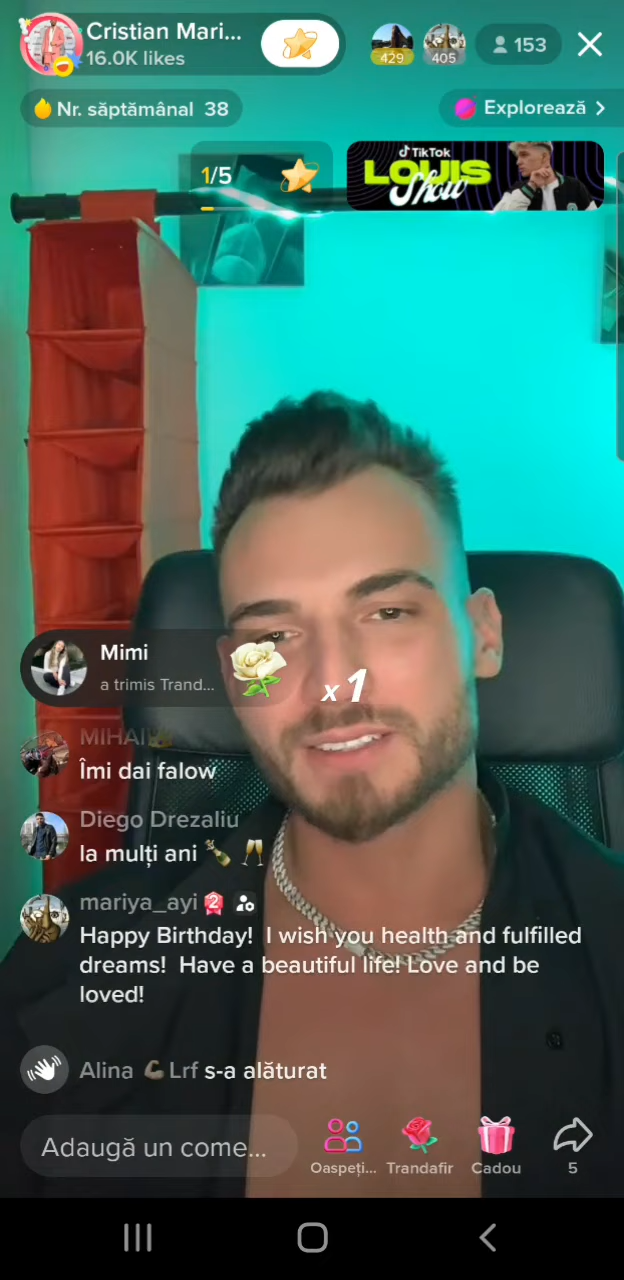 Cristian Mari...
16.0K likes
429
405
153
Nr. săptămânal 38
Explorează >
1/5
TikTok
LOUIS
Show
Mimi
a trimis Trand...
x1
MIHAI
Îmi dai falow
Diego Drezaliu
la mulți ani
mariya_ayi 2
Happy Birthday! I wish you health and fulfilled
dreams! Have a beautiful life! Love and be
loved!
Alina Lrf s-a alăturat
Adaugă un come...
Oaspeți...
Trandafir
Cadou
5